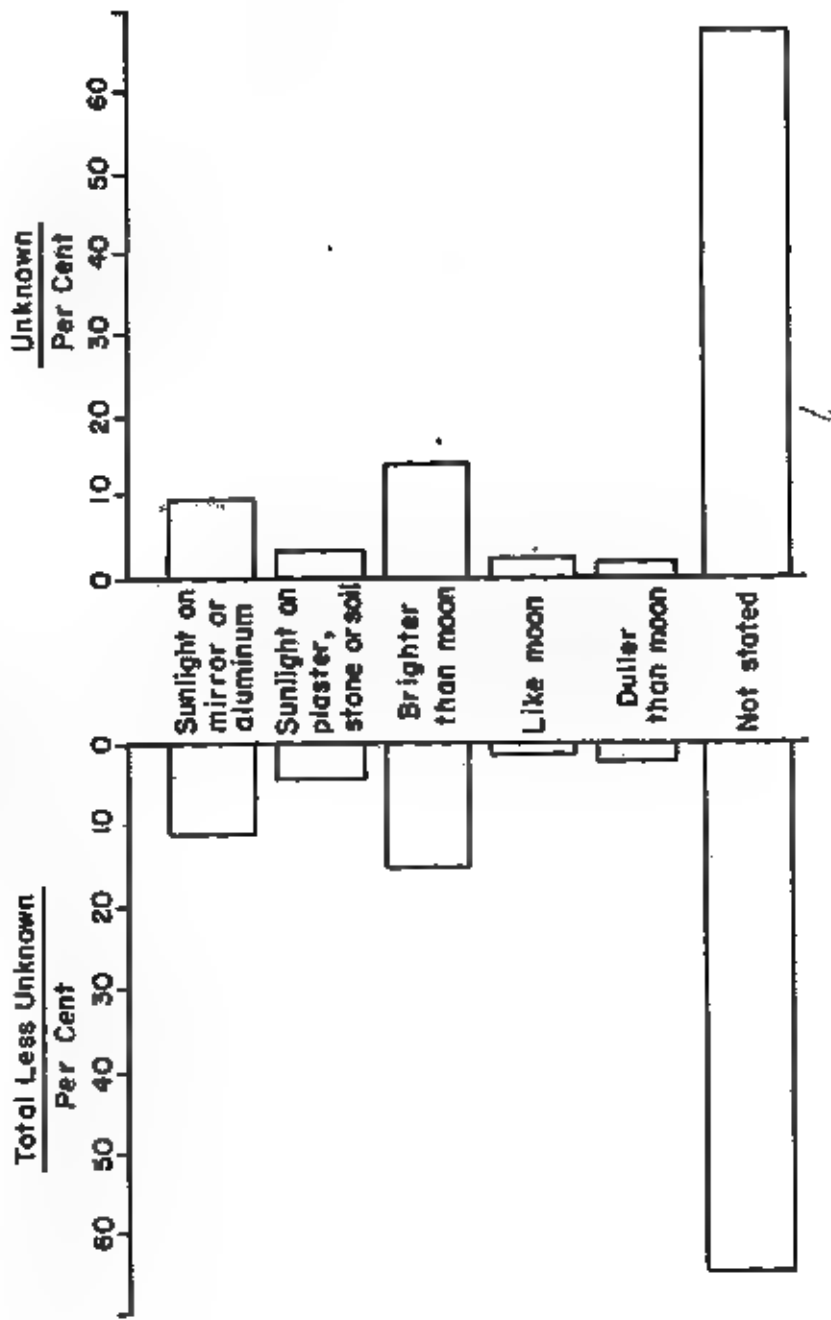 Total Less Unknown
Per Cent
60
50
40
30
20
10
0
Sunlight on
mirror or
aluminum
Sunlight on
plaster,
stone or soil
Brighter
than moon
Like moon
Duller
than moon
Not stated
Unknown
Per Cent
0
10
20
30
40
50
60